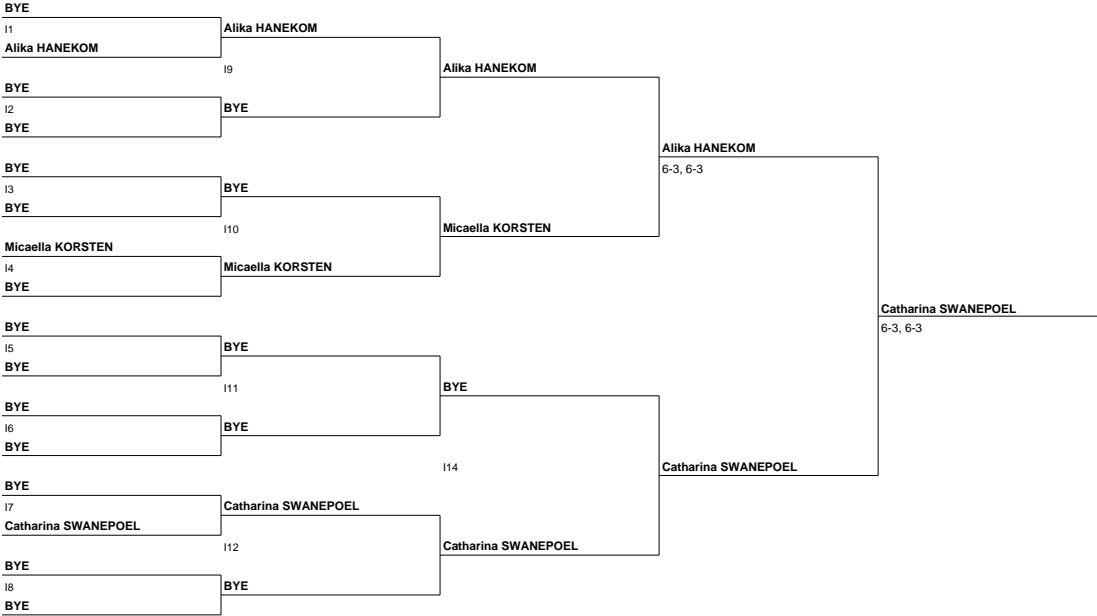 BYE
I1
Alika HANEKOM
BYE
I2
BYE
BYE
I3
BYE
Micaella KORSTEN
I4
BYE
BYE
I5
BYE
BYE
I6
BYE
BYE
I7
Catharina SWANEPOEL
BYE
I8
BYE
Alika HANEKOM
I9
BYE
BYE
I10
Micaella KORSTEN
BYE
I11
BYE
Catharina SWANEPOEL
I12
BYE
Alika HANEKOM
Micaella KORSTEN
BYE
I14
Catharina SWANEPOEL
Alika HANEKOM
6-3, 6-3
Catharina SWANEPOEL
Catharina SWANEPOEL
6-3, 6-3